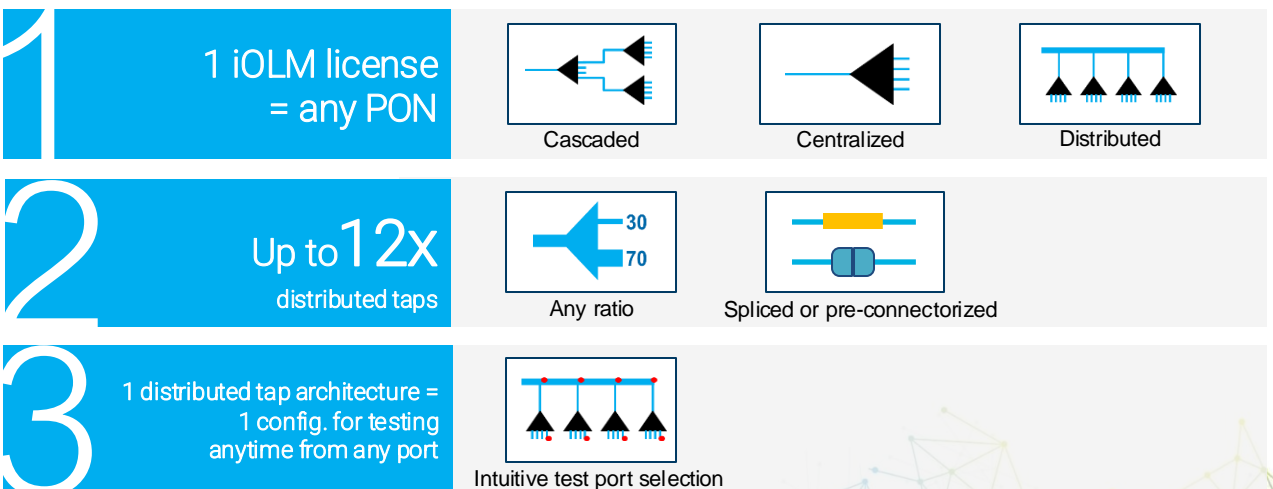 1
1 iOLM license
= any PON
Cascaded
Centralized
Distributed
2
Up to 12x
distributed taps
30
70
Any ratio
Spliced or pre-connectorized
3
1 distributed tap architecture =
1 config. for testing
anytime from any port
Intuitive test port selection